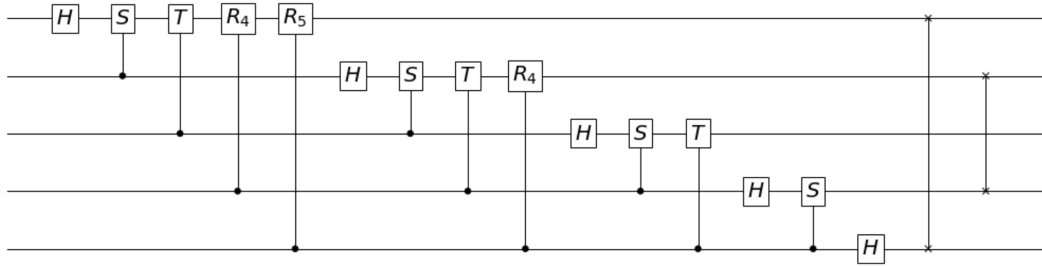 H S T R₄ R₅
H S T R₄
H S T
H S
H